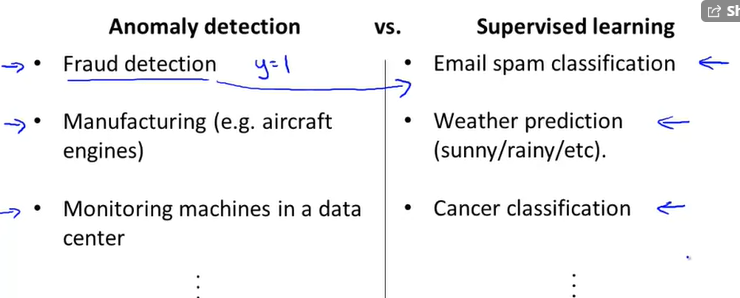 Sh
Anomaly detection vs. Supervised learning
• Fraud detection y=1
• Manufacturing (e.g. aircraft
engines)
• Monitoring machines in a data
center
⋮
• Email spam classification
• Weather prediction
(sunny/rainy/etc).
• Cancer classification
⋮